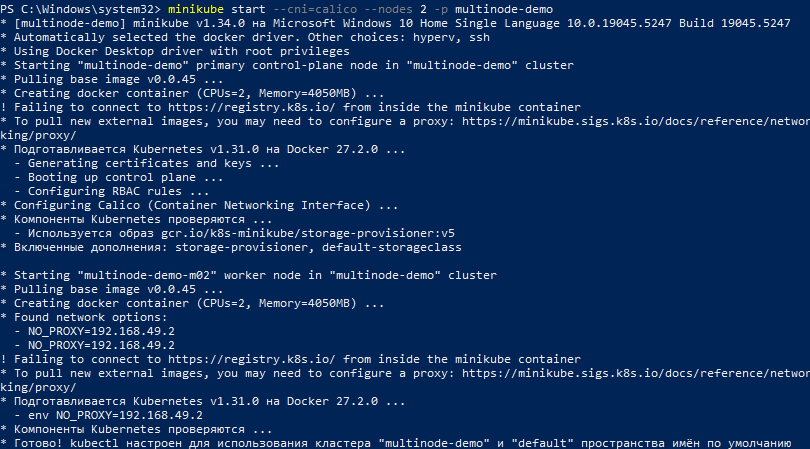 PS C:\Windows\system32> minikube start --cni=calico --nodes 2 -p multinode-demo
* [multinode-demo] minikube v1.34.0 на Microsoft Windows 10 Home Single Language 10.0.19045.5247 Build 19045.5247
* Automatically selected the docker driver. Other choices: hyperv, ssh
* Using Docker Desktop driver with root privileges
* Starting "multinode-demo" primary control-plane node in "multinode-demo" cluster
* Pulling base image v0.0.45 ...
* Creating docker container (CPUs=2, Memory=4050MB) ...
! Failing to connect to https://registry.k8s.io/ from inside the minikube container
* To pull new external images, you may need to configure a proxy: https://minikube.sigs.k8s.io/docs/reference/networ
king/proxy/
* Подготавливается Kubernetes v1.31.0 на Docker 27.2.0 ...
  - Generating certificates and keys ...
  - Booting up control plane ...
  - Configuring RBAC rules ...
* Configuring Calico (Container Networking Interface) ...
* Компоненты Kubernetes проверяются ...
  - Используется образ gcr.io/k8s-minikube/storage-provisioner:v5
* Включенные дополнения: storage-provisioner, default-storageclass

* Starting "multinode-demo-m02" worker node in "multinode-demo" cluster
* Pulling base image v0.0.45 ...
* Creating docker container (CPUs=2, Memory=4050MB) ...
* Found network options:
  - NO_PROXY=192.168.49.2
  - NO_PROXY=192.168.49.2
! Failing to connect to https://registry.k8s.io/ from inside the minikube container
* To pull new external images, you may need to configure a proxy: https://minikube.sigs.k8s.io/docs/reference/networ
king/proxy/
* Подготавливается Kubernetes v1.31.0 на Docker 27.2.0 ...
  - env NO_PROXY=192.168.49.2
* Компоненты Kubernetes проверяются ...
* Готово! kubectl настроен для использования кластера "multinode-demo" и "default" пространства имён по умолчанию